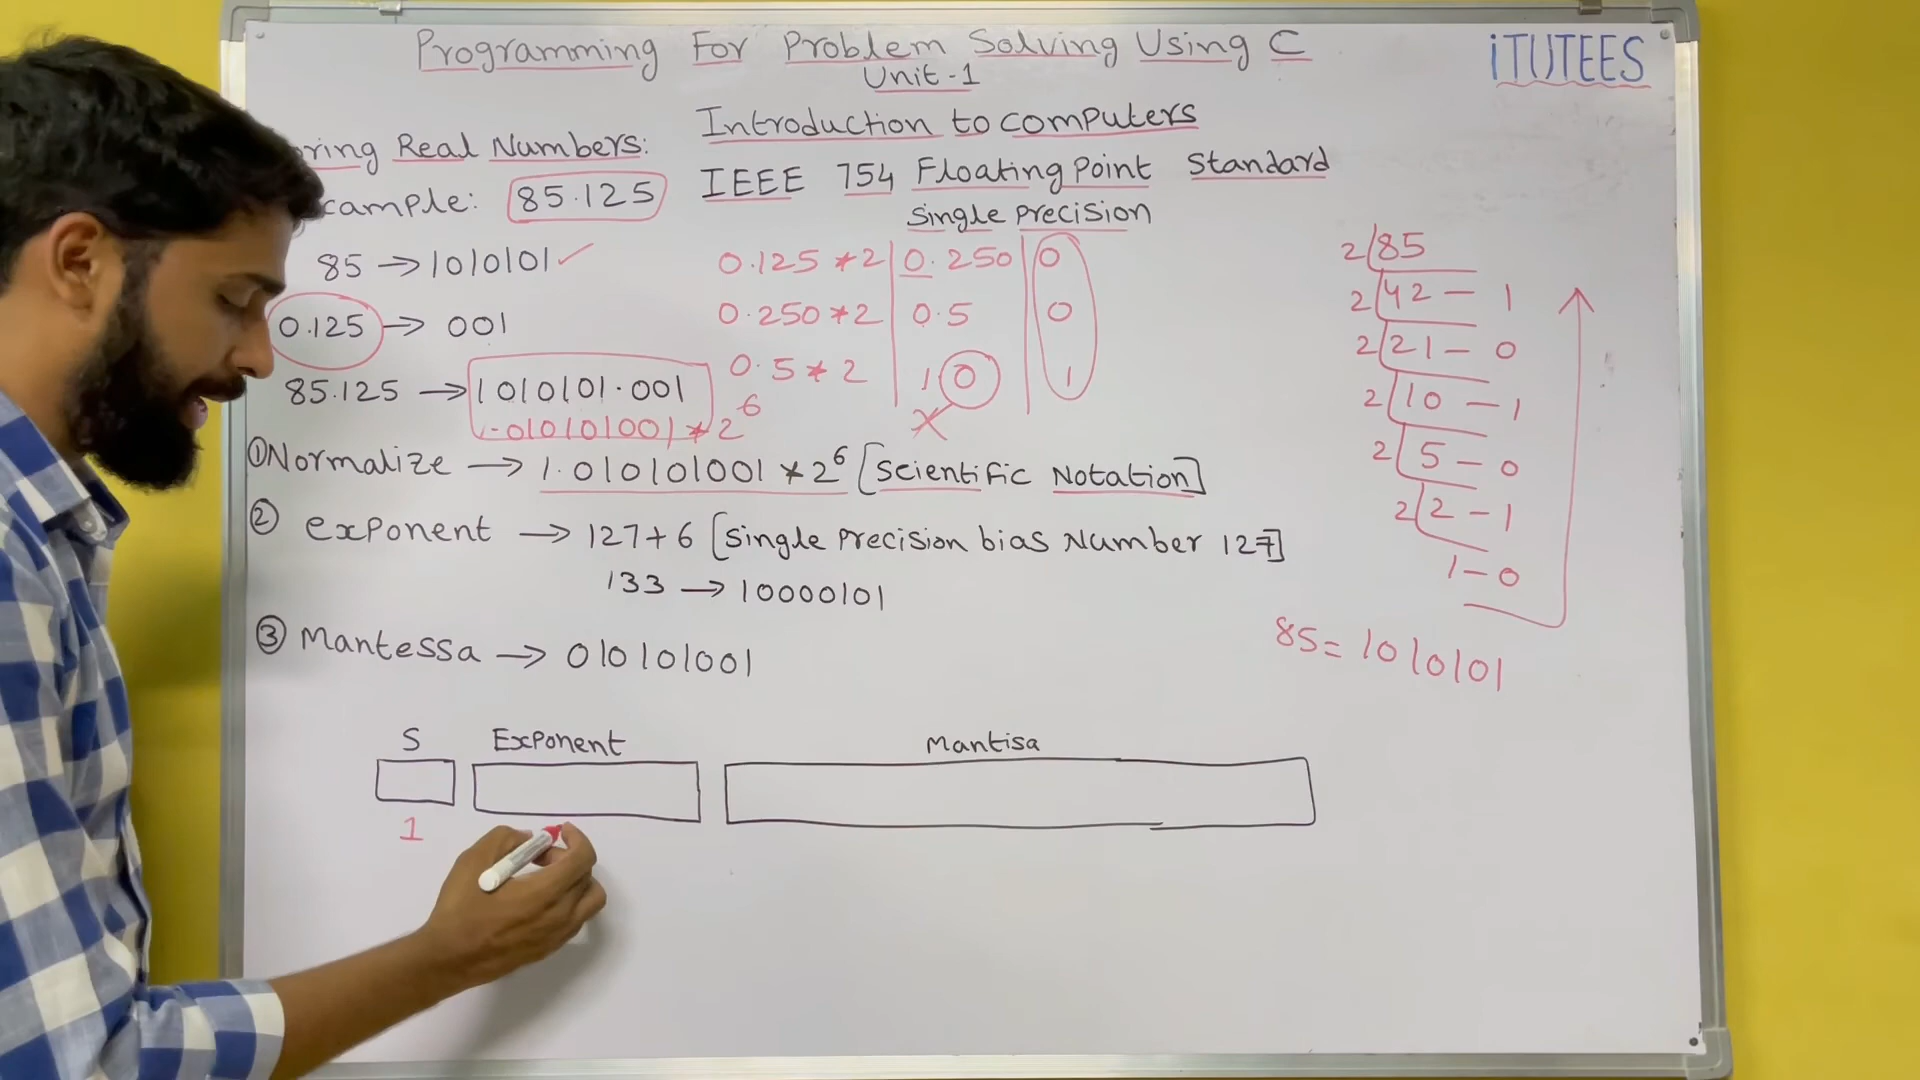 Programming For Problem Solving Using C
iTUTEES
Unit-1
Introduction to computers
oring Real Numbers:
IEEE 754 Floating Point Standard
xample: 85.125
Single Precision
85 → 1010101 ✓
0.125 → 001
85.125 → 1010101.001
1.010101001 * 2^6
0.125 * 2 | 0.250 | 0
0.250 * 2 | 0.5 | 0
0.5 * 2 | 1 0 | 1
x
① Normalize → 1.010101001 * 2^6 [Scientific Notation]
② exponent → 127+6 [Single Precision bias Number 127]
133 → 10000101
③ Mantessa → 010101001
2 | 85
2 | 42 - 1
2 | 21 - 0
2 | 10 - 1
2 | 5 - 0
2 | 2 - 1
1 - 0
85 = 1010101
S Exponent Mantisa
1